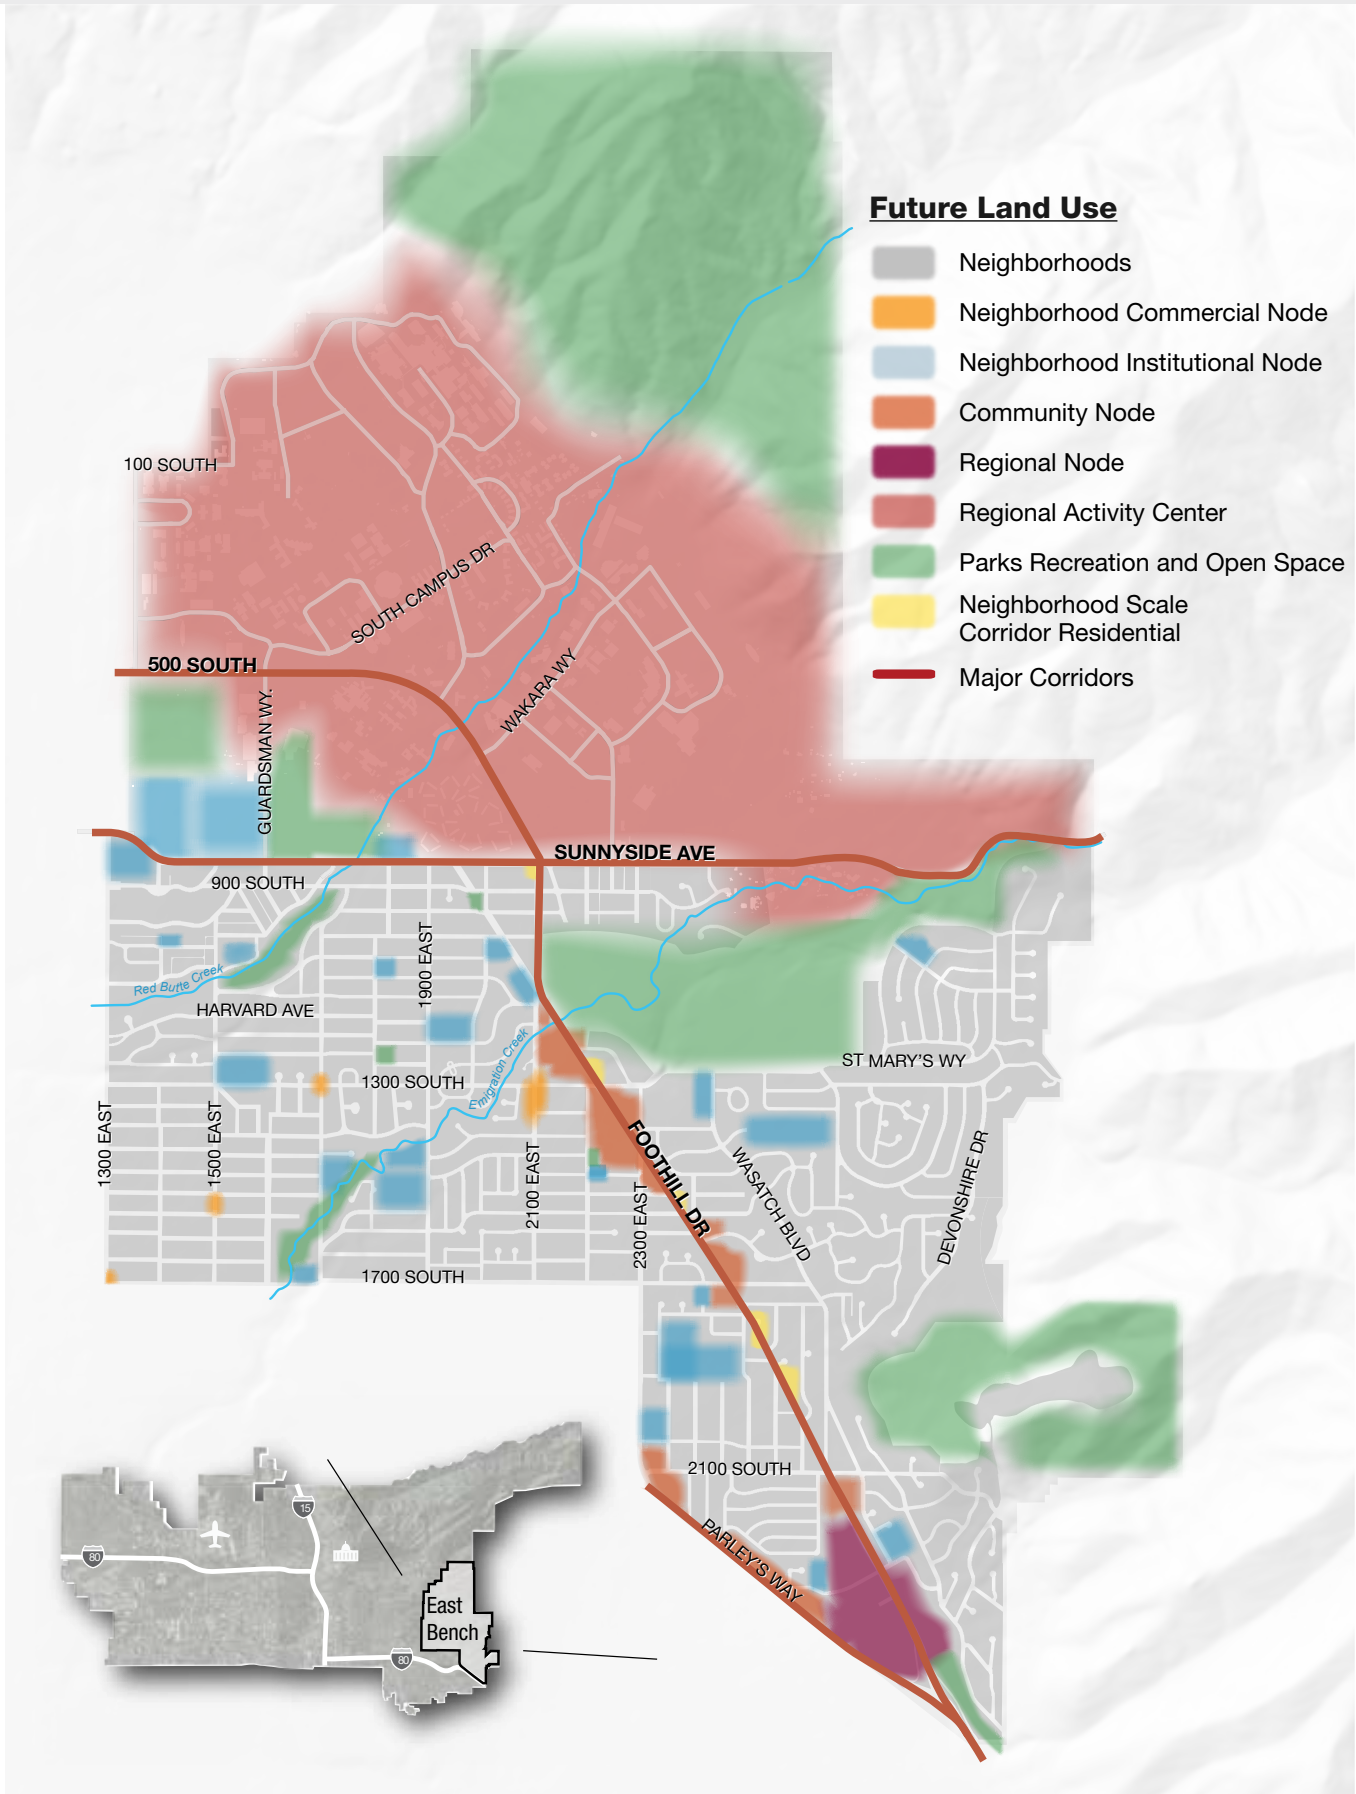 Future Land Use
Neighborhoods
Neighborhood Commercial Node
Neighborhood Institutional Node
Community Node
Regional Node
Regional Activity Center
Parks Recreation and Open Space
Neighborhood Scale
Corridor Residential
Major Corridors
100 SOUTH
SOUTH CAMPUS DR
500 SOUTH
WAKARA WY
GUARDSMAN WY.
SUNNYSIDE AVE
900 SOUTH
1900 EAST
Red Butte Creek
HARVARD AVE
Emigration Creek
ST MARY'S WY
1300 SOUTH
1300 EAST
1500 EAST
2100 EAST
FOOTHILL DR
WASATCH BLVD
DEVONSHIRE DR
2300 EAST
1700 SOUTH
2100 SOUTH
PARLEY'S WAY
15
80
East
Bench
80